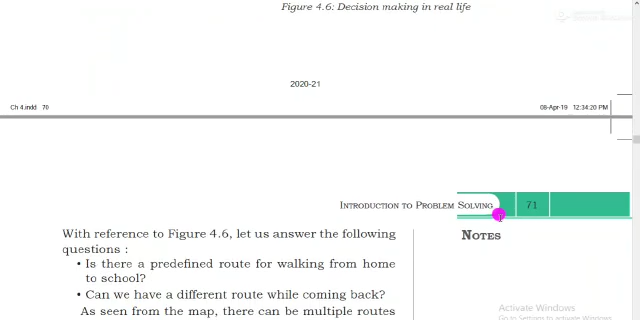 Figure 4.6: Decision making in real life
2020-21
Ch 4.indd 70
08-Apr-19 12:34:20 PM
INTRODUCTION TO PROBLEM SOLVING 71
With reference to Figure 4.6, let us answer the following
questions :
• Is there a predefined route for walking from home
to school?
• Can we have a different route while coming back?
As seen from the map, there can be multiple routes
NOTES
Activate Windows
Go to Settings to activate Windows.